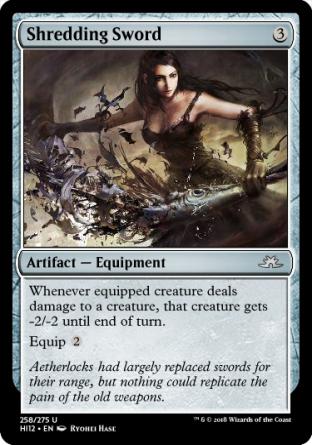 Shredding Sword 3
Artifact — Equipment
Whenever equipped creature deals
damage to a creature, that creature gets
-2/-2 until end of turn.
Equip 2
Aetherlocks had largely replaced swords for
their range, but nothing could replicate the
pain of the old weapons.
258/275 U
HI12 • EN Ryohei Hase
™ & © 2018 Wizards of the Coast